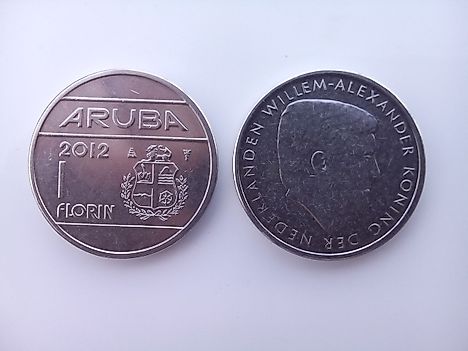 ARUBA
2012
1
FLORIN
WILLEM-ALEXANDER KONING DER NEDERLANDEN